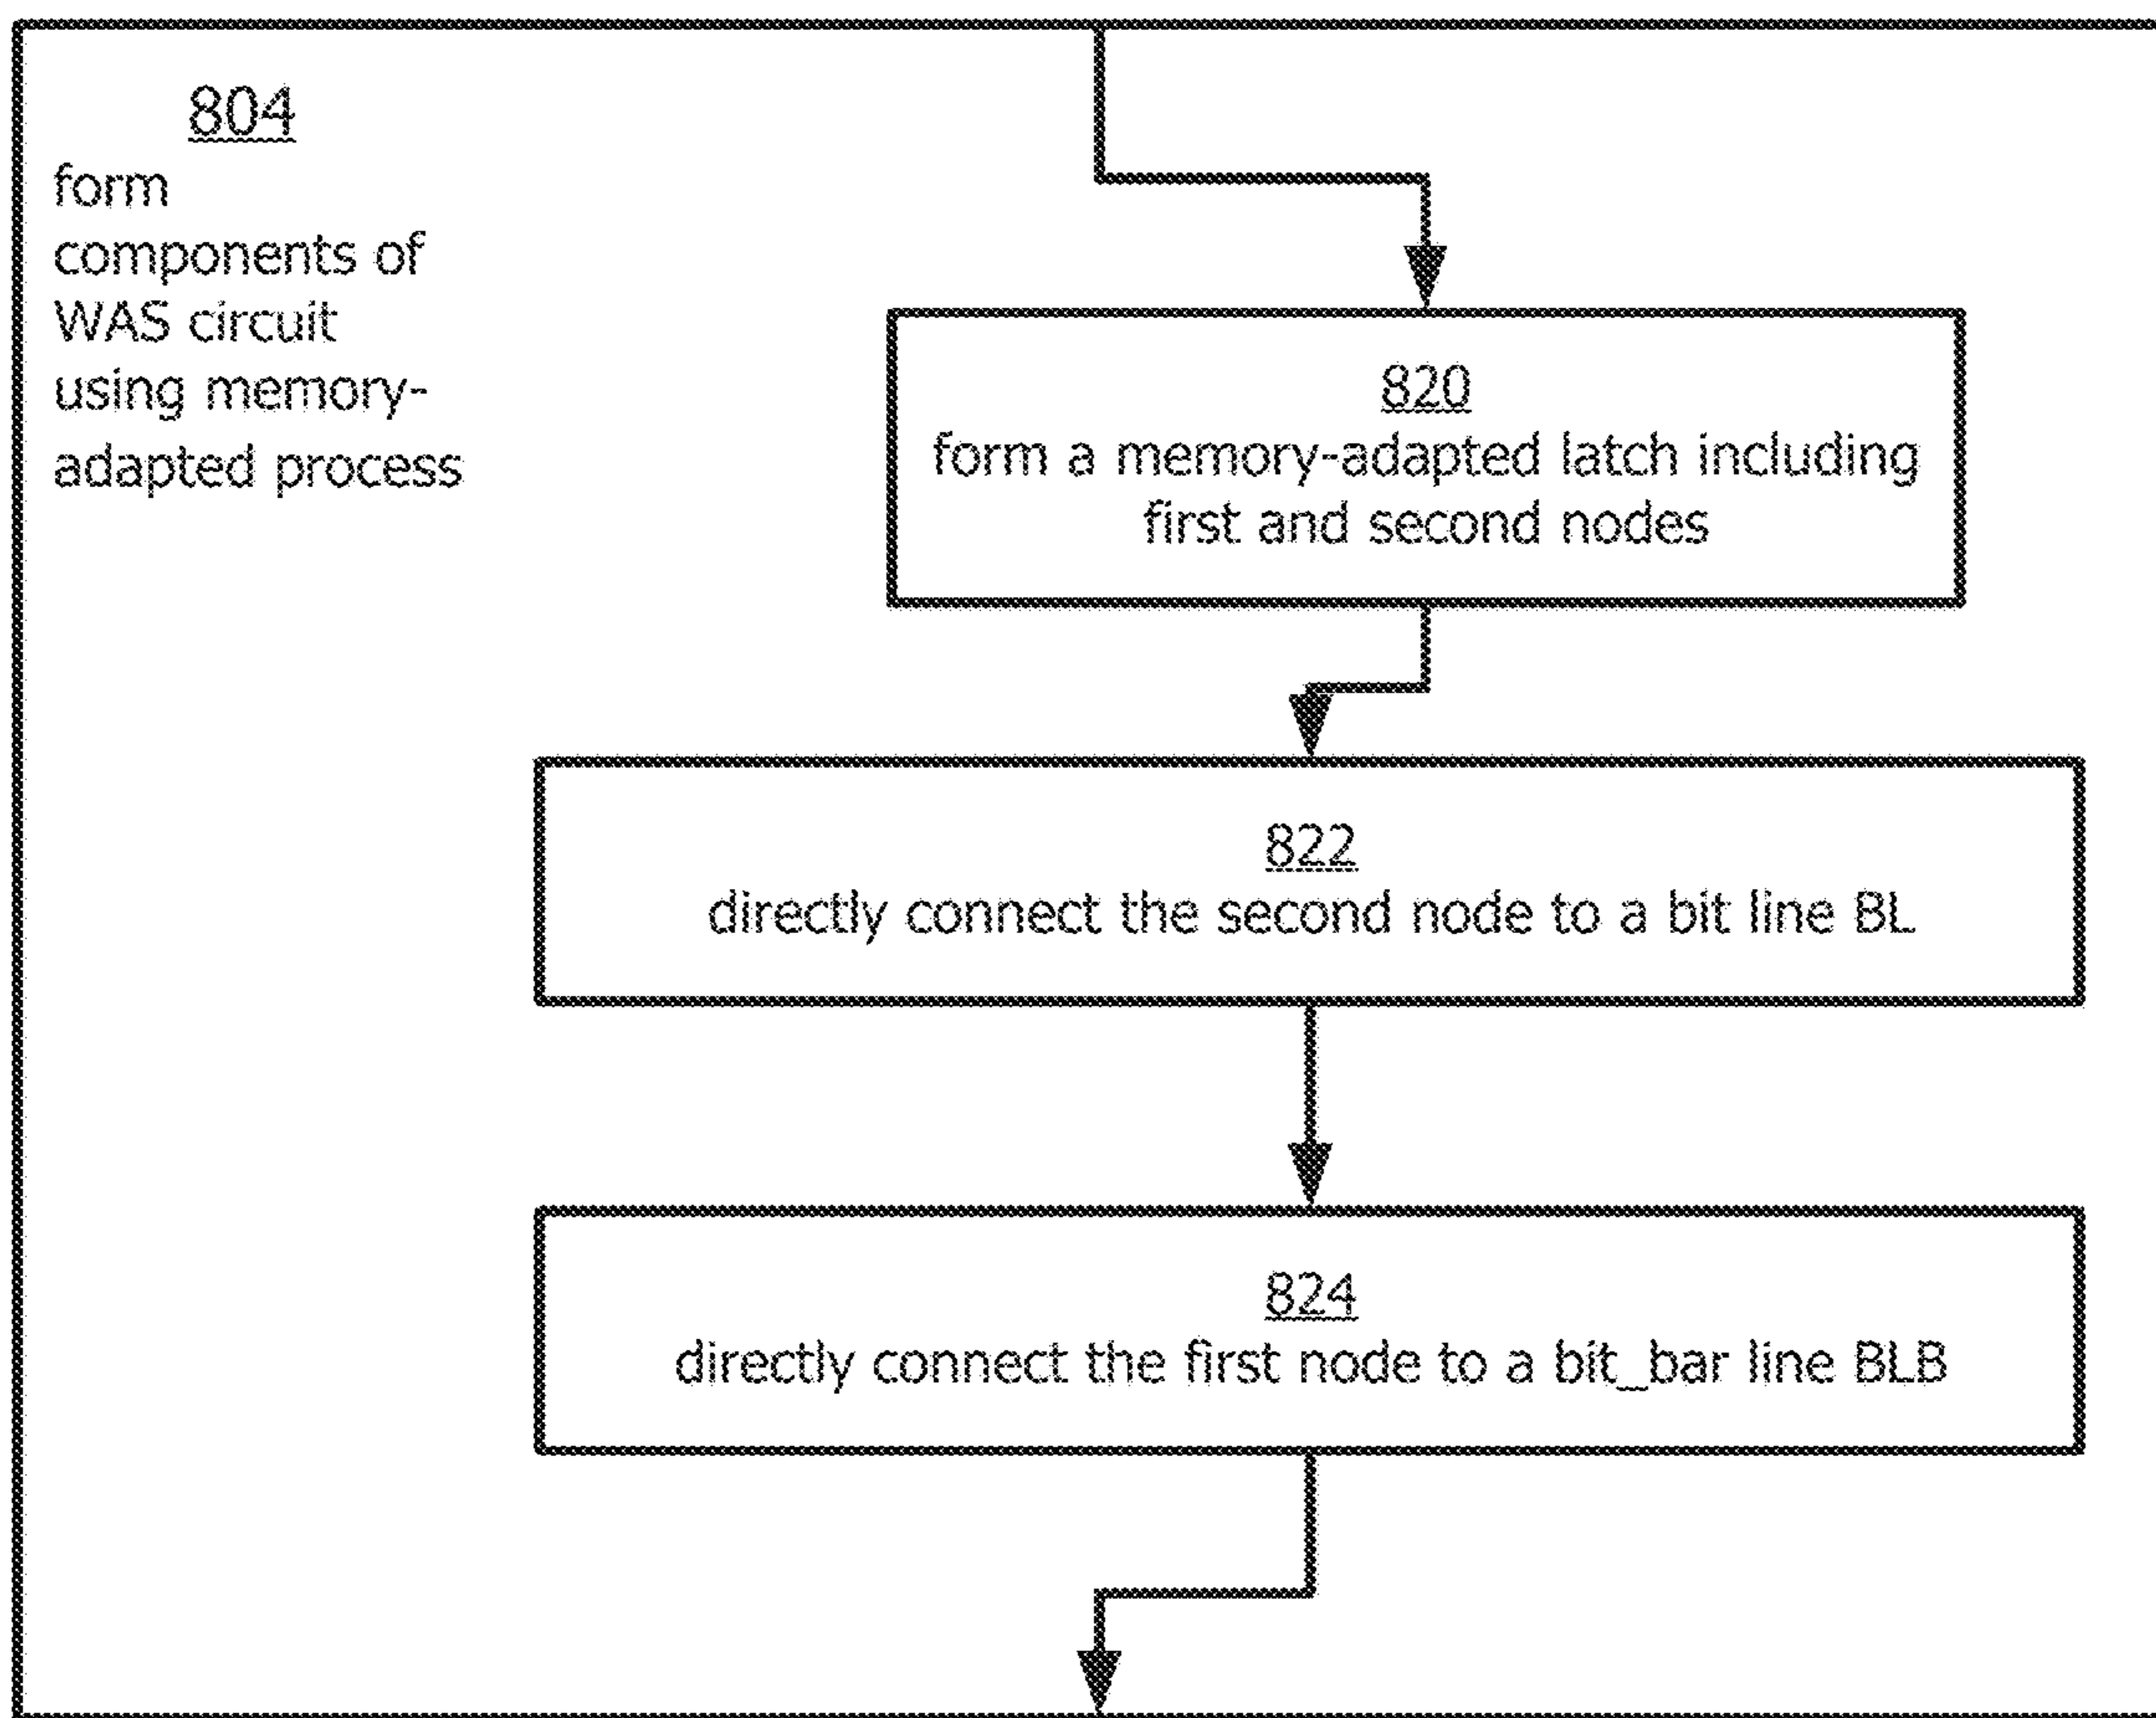 804
form
components of
WAS circuit
using memory-
adapted process
820
form a memory-adapted latch including
first and second nodes
822
directly connect the second node to a bit line BL
824
directly connect the first node to a bit_bar line BLB